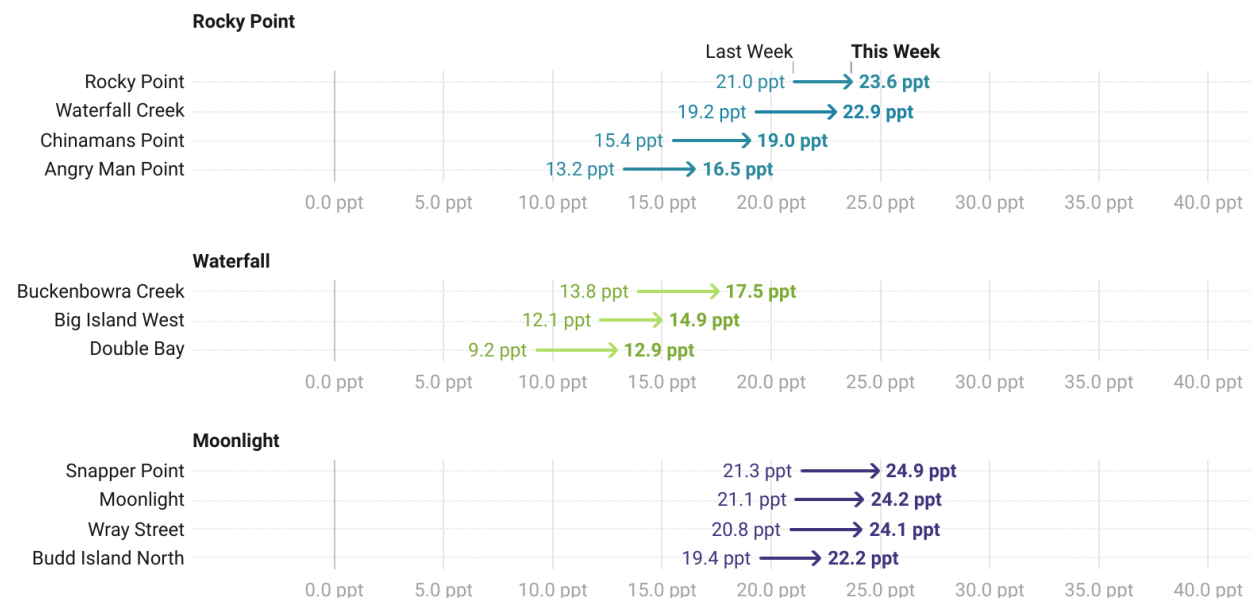 Rocky Point
Last Week This Week
Rocky Point 21.0 ppt 23.6 ppt
Waterfall Creek 19.2 ppt 22.9 ppt
Chinamans Point 15.4 ppt 19.0 ppt
Angry Man Point 13.2 ppt 16.5 ppt
0.0 ppt 5.0 ppt 10.0 ppt 15.0 ppt 20.0 ppt 25.0 ppt 30.0 ppt 35.0 ppt 40.0 ppt
Waterfall
Buckenbowra Creek 13.8 ppt 17.5 ppt
Big Island West 12.1 ppt 14.9 ppt
Double Bay 9.2 ppt 12.9 ppt
0.0 ppt 5.0 ppt 10.0 ppt 15.0 ppt 20.0 ppt 25.0 ppt 30.0 ppt 35.0 ppt 40.0 ppt
Moonlight
Snapper Point 21.3 ppt 24.9 ppt
Moonlight 21.1 ppt 24.2 ppt
Wray Street 20.8 ppt 24.1 ppt
Budd Island North 19.4 ppt 22.2 ppt
0.0 ppt 5.0 ppt 10.0 ppt 15.0 ppt 20.0 ppt 25.0 ppt 30.0 ppt 35.0 ppt 40.0 ppt